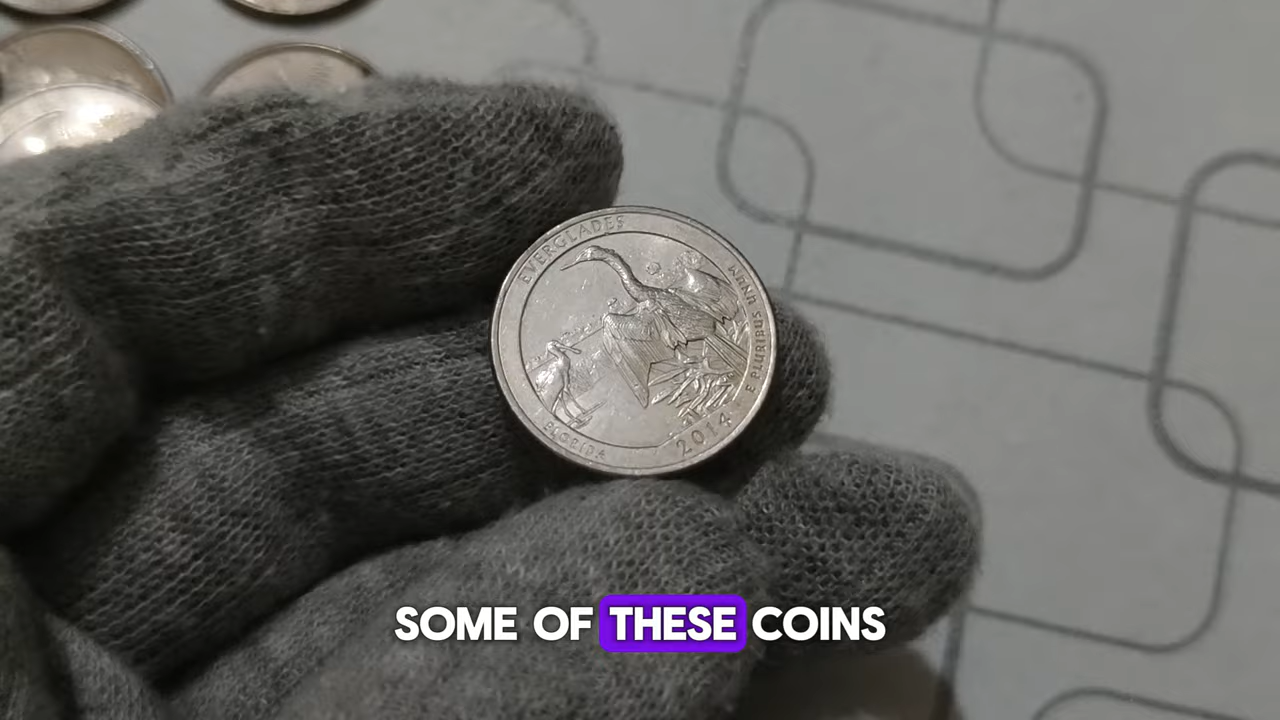 EVERGLADES
E PLURIBUS UNUM
FLORIDA
2014
SOME OF THESE COINS